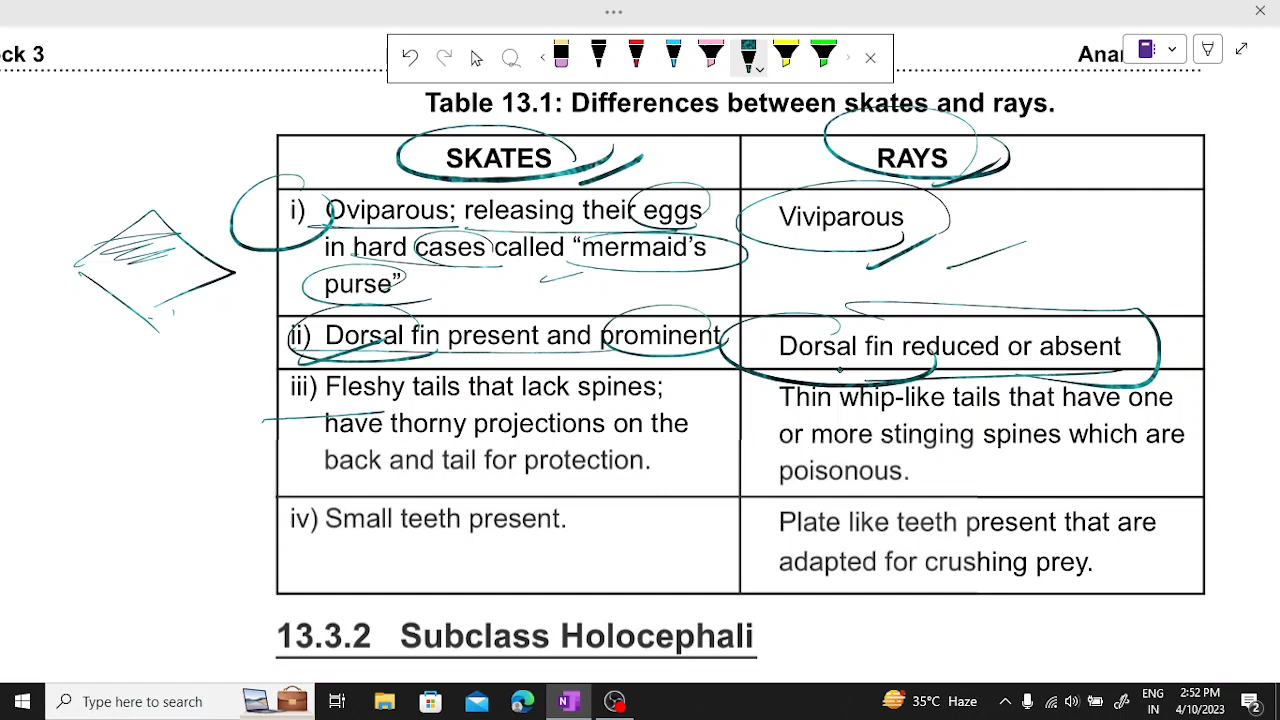 ck 3
Table 13.1: Differences between skates and rays.
SKATES
RAYS
i) Oviparous; releasing their eggs
in hard cases called “mermaid’s
purse”
Viviparous
ii) Dorsal fin present and prominent
Dorsal fin reduced or absent
iii) Fleshy tails that lack spines;
have thorny projections on the
back and tail for protection.
Thin whip-like tails that have one
or more stinging spines which are
poisonous.
iv) Small teeth present.
Plate like teeth present that are
adapted for crushing prey.
13.3.2 Subclass Holocephali
Type here to search
35°C Haze
ENG
IN
2:52 PM
4/10/2023
2